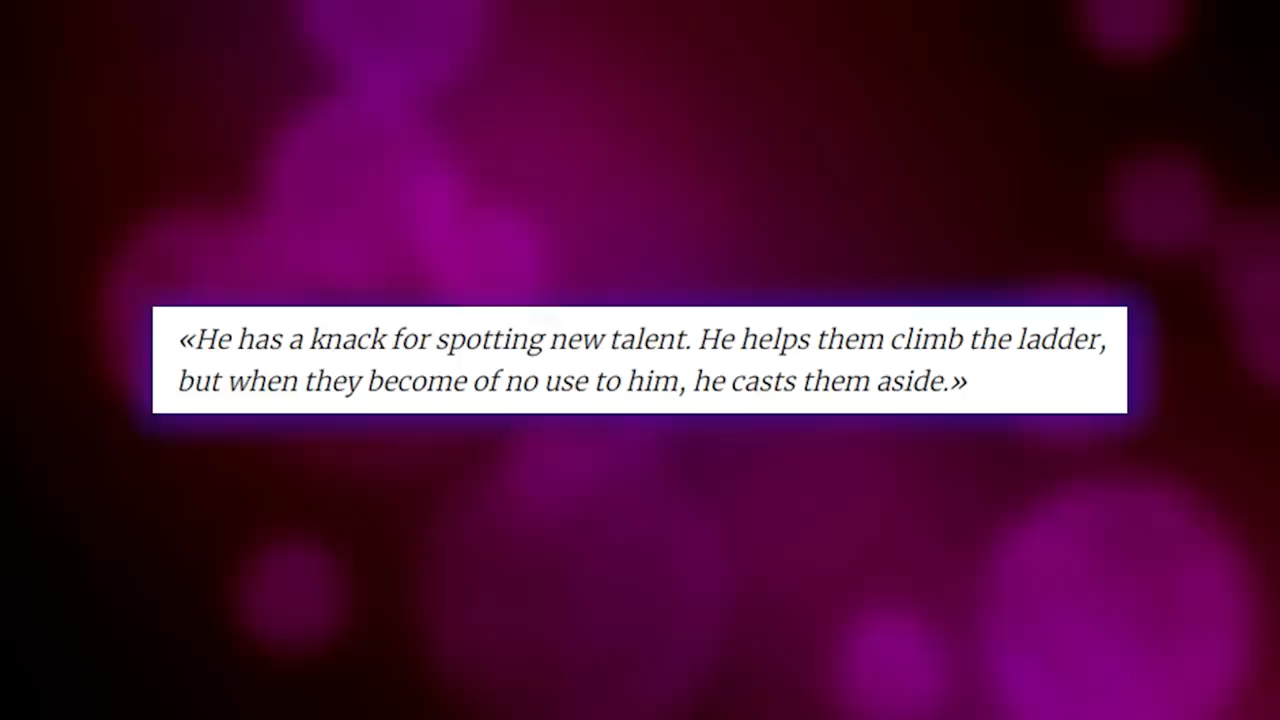 «He has a knack for spotting new talent. He helps them climb the ladder,
but when they become of no use to him, he casts them aside.»